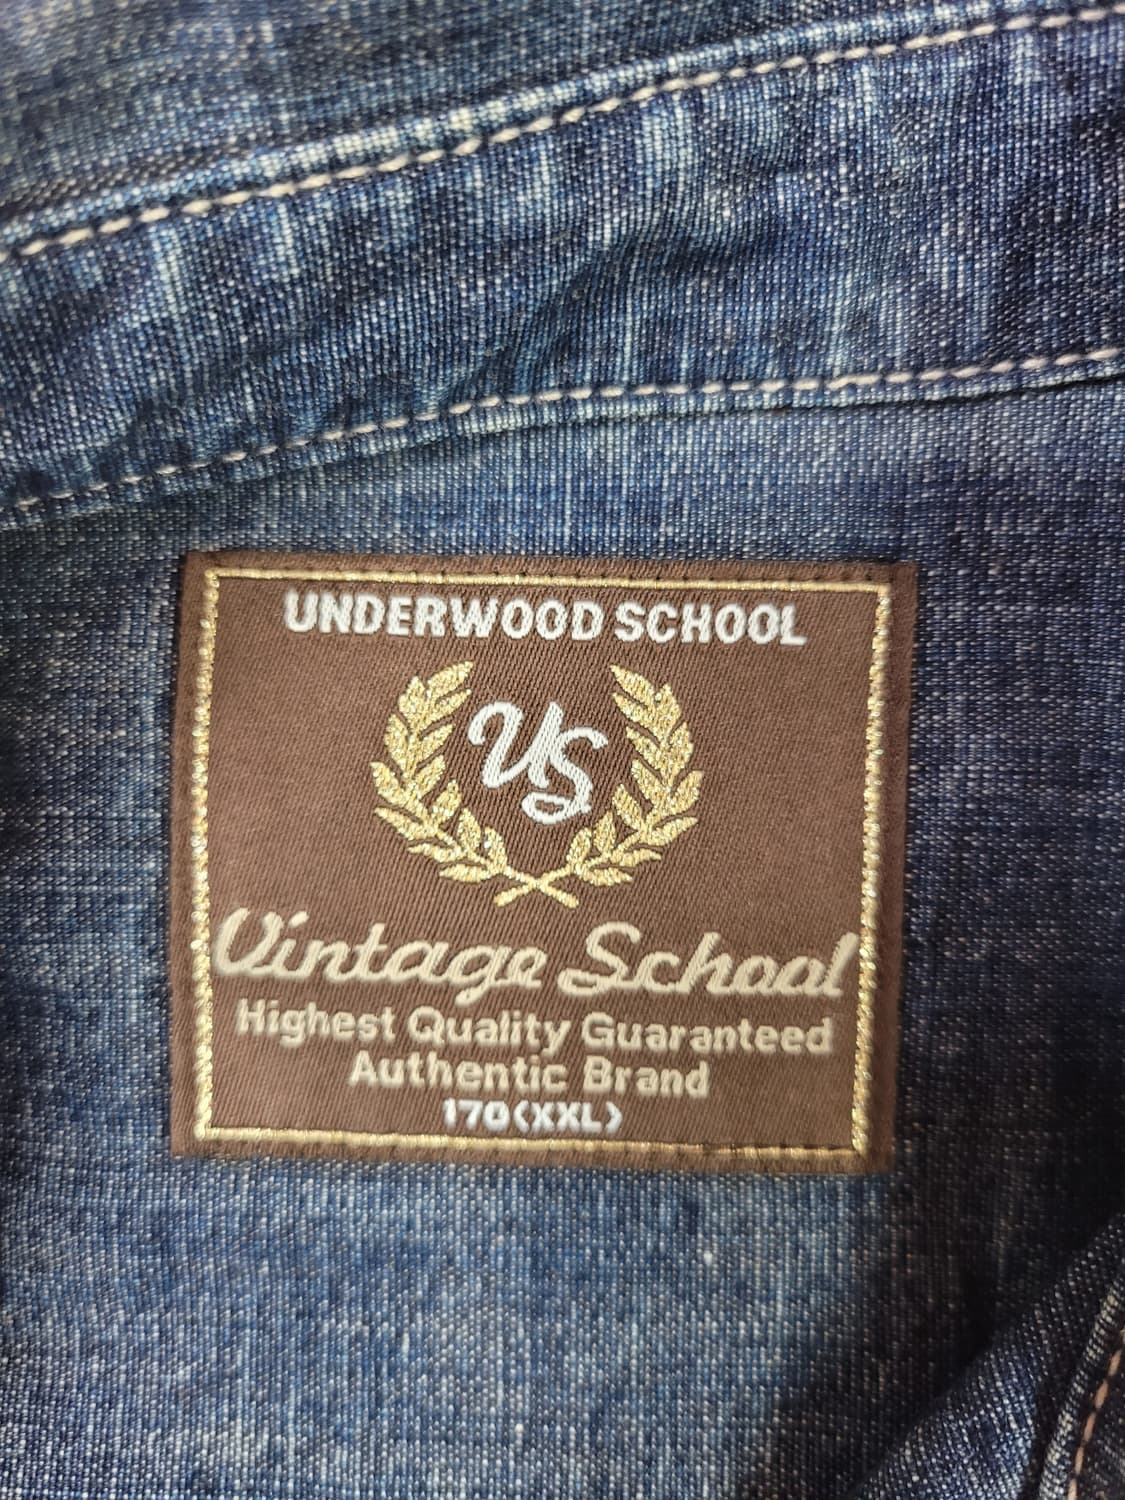 UNDERWOOD SCHOOL
US
Vintage School
Highest Quality Guaranteed
Authentic Brand
170(XXL)